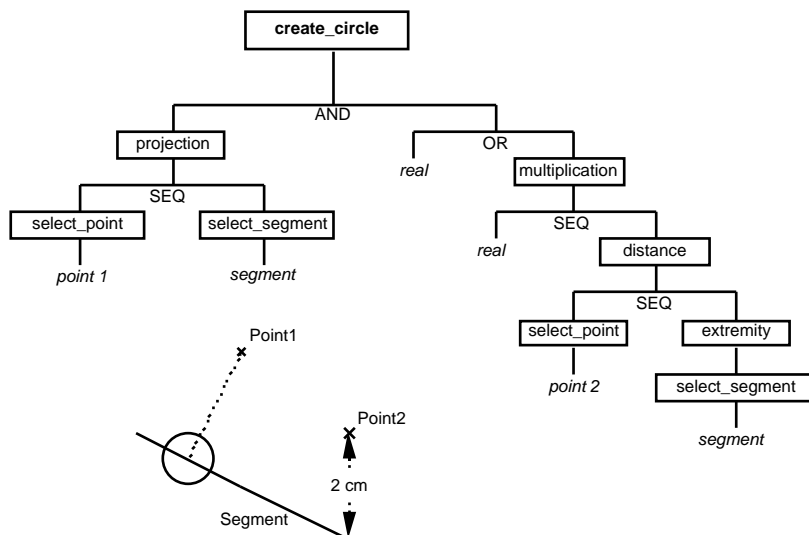 create_circle
AND
projection
OR
real
multiplication
SEQ
select_point
select_segment
real
SEQ
distance
point 1
segment
SEQ
select_point
extremity
Point1
point 2
select_segment
Point2
segment
2 cm
Segment